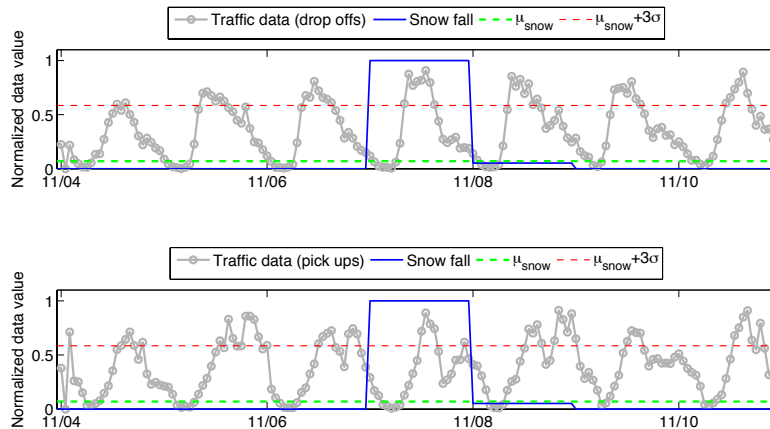 Traffic data (drop offs) Snow fall μsnow μsnow+3σ
Normalized data value
1
0.5
0
11/04 11/06 11/08 11/10
Traffic data (pick ups) Snow fall μsnow μsnow+3σ
Normalized data value
1
0.5
0
11/04 11/06 11/08 11/10